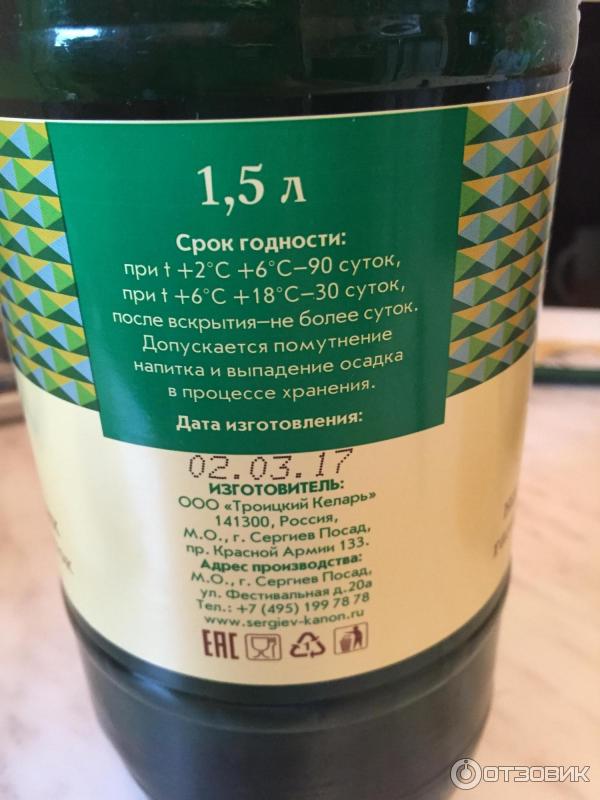 1,5 л
Срок годности:
при t +2°C +6°C–90 суток,
при t +6°C +18°C–30 суток,
после вскрытия–не более суток.
Допускается помутнение
напитка и выпадение осадка
в процессе хранения.
Дата изготовления:
02.03.17
ИЗГОТОВИТЕЛЬ:
ООО «Троицкий Келарь»
141300, Россия,
М.О., г. Сергиев Посад,
пр. Красной Армии 133.
Адрес производства:
М.О., г. Сергиев Посад,
ул. Фестивальная д.20а
Тел.: +7 (495) 199 78 78
www.sergiev-kanon.ru
EAC
1
ОТЗОВИК